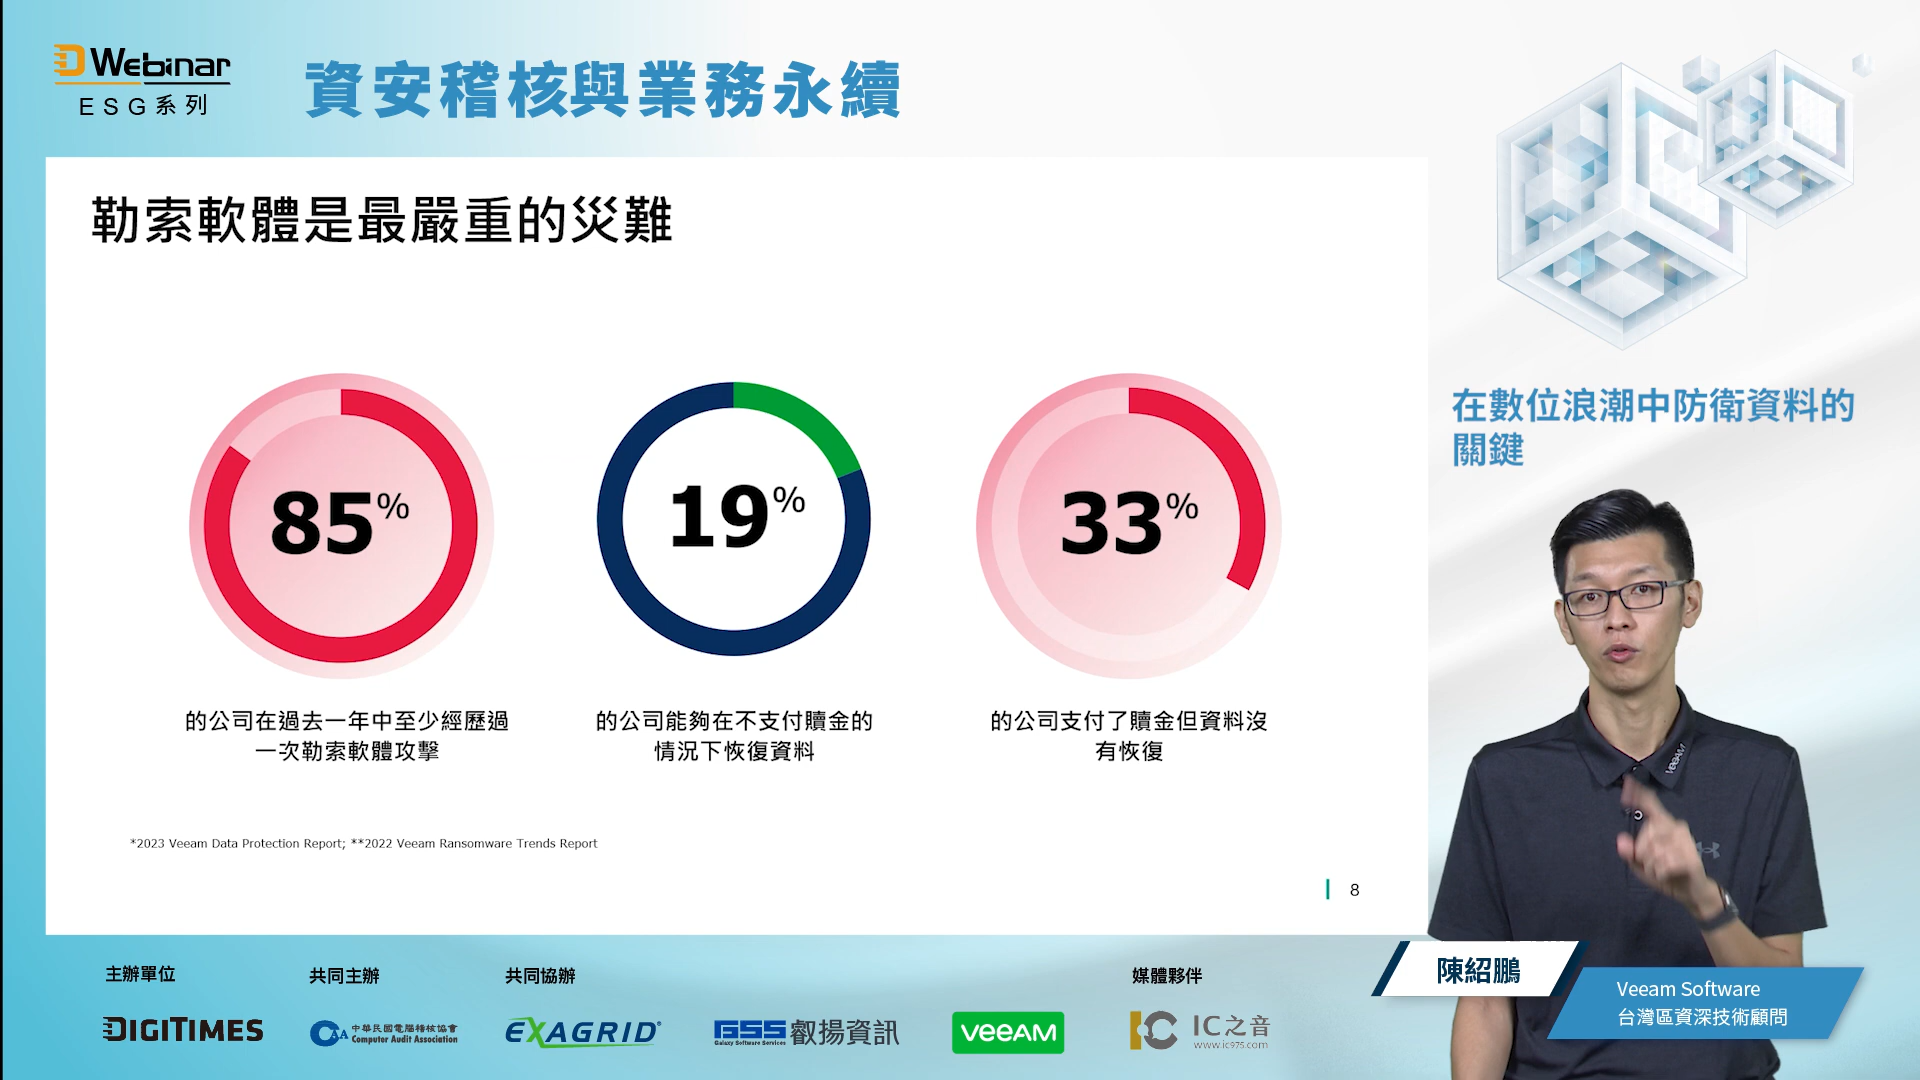 D Webinar
ESG系列
資安稽核與業務永續
勒索軟體是最嚴重的災難
85%
的公司在過去一年中至少經歷過
一次勒索軟體攻擊
19%
的公司能夠在不支付贖金的
情況下恢復資料
33%
的公司支付了贖金但資料沒
有恢復
*2023 Veeam Data Protection Report; **2022 Veeam Ransomware Trends Report
8
在數位浪潮中防衛資料的
關鍵
VEEAM
陳紹鵬
Veeam Software
台灣區資深技術顧問
主辦單位
DIGITIMES
共同主辦
CAA 中華民國電腦稽核協會
Computer Audit Association
共同協辦
EXAGRID®
GSS 叡揚資訊
Galaxy Software Services
VEEAM
媒體夥伴
IC IC之音
www.ic975.com